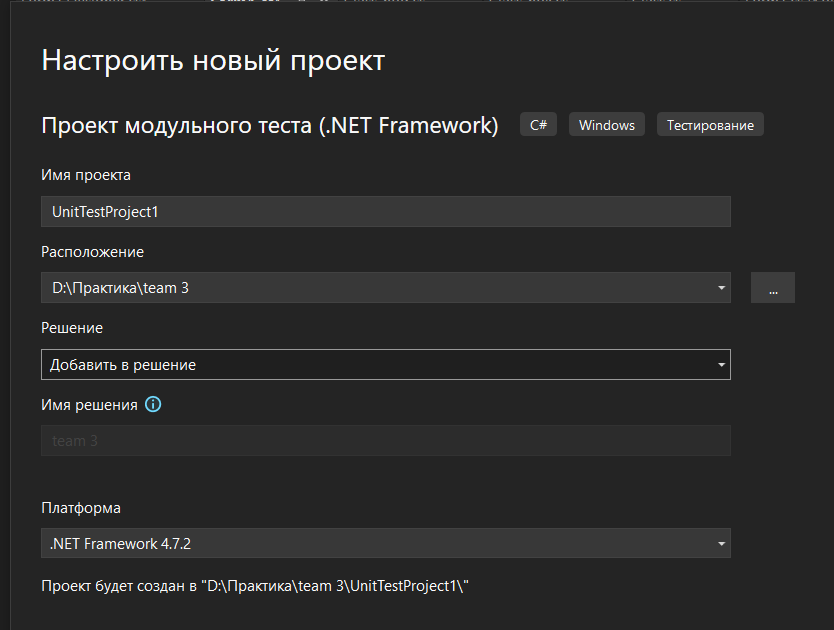 Настроить новый проект
Проект модульного теста (.NET Framework) C# Windows Тестирование
Имя проекта
UnitTestProject1
Расположение
D:\Практика\team 3
...
Решение
Добавить в решение
Имя решения
team 3
Платформа
.NET Framework 4.7.2
Проект будет создан в "D:\Практика\team 3\UnitTestProject1\"